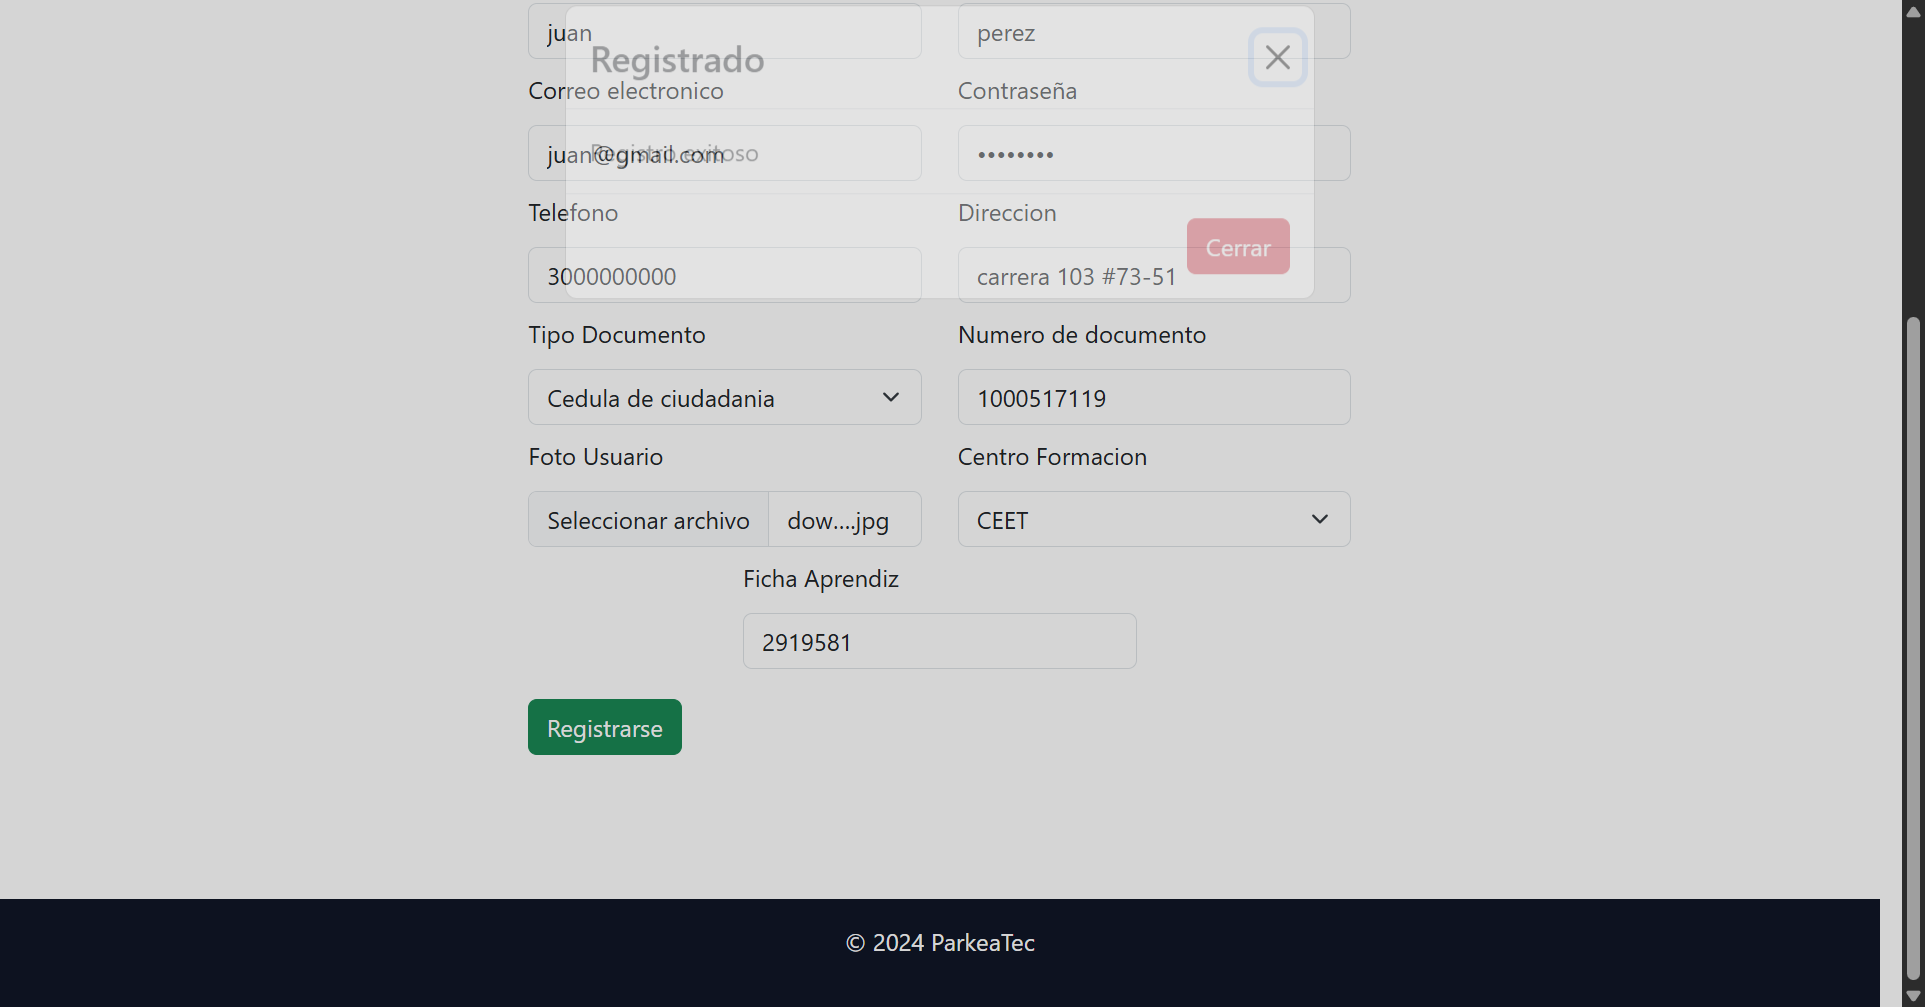 juan
perez
Registrado
Correo electronico
Contraseña
juan@gmail.com
Registro exitoso
••••••••
Telefono
Direccion
Cerrar
3000000000
carrera 103 #73-51
Tipo Documento
Numero de documento
Cedula de ciudadania
1000517119
Foto Usuario
Centro Formacion
Seleccionar archivo
dow....jpg
CEET
Ficha Aprendiz
2919581
Registrarse
© 2024 ParkeaTec